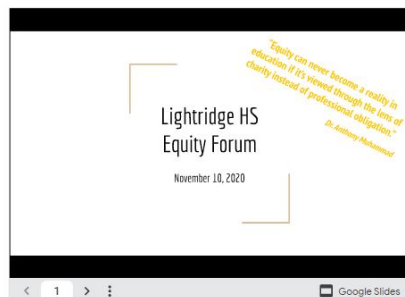 "Equity can never become a reality in
education if it's viewed through the lens of
charity instead of professional obligation."
Dr. Anthony Muhammad
Lightridge HS
Equity Forum
November 10, 2020
1
Google Slides